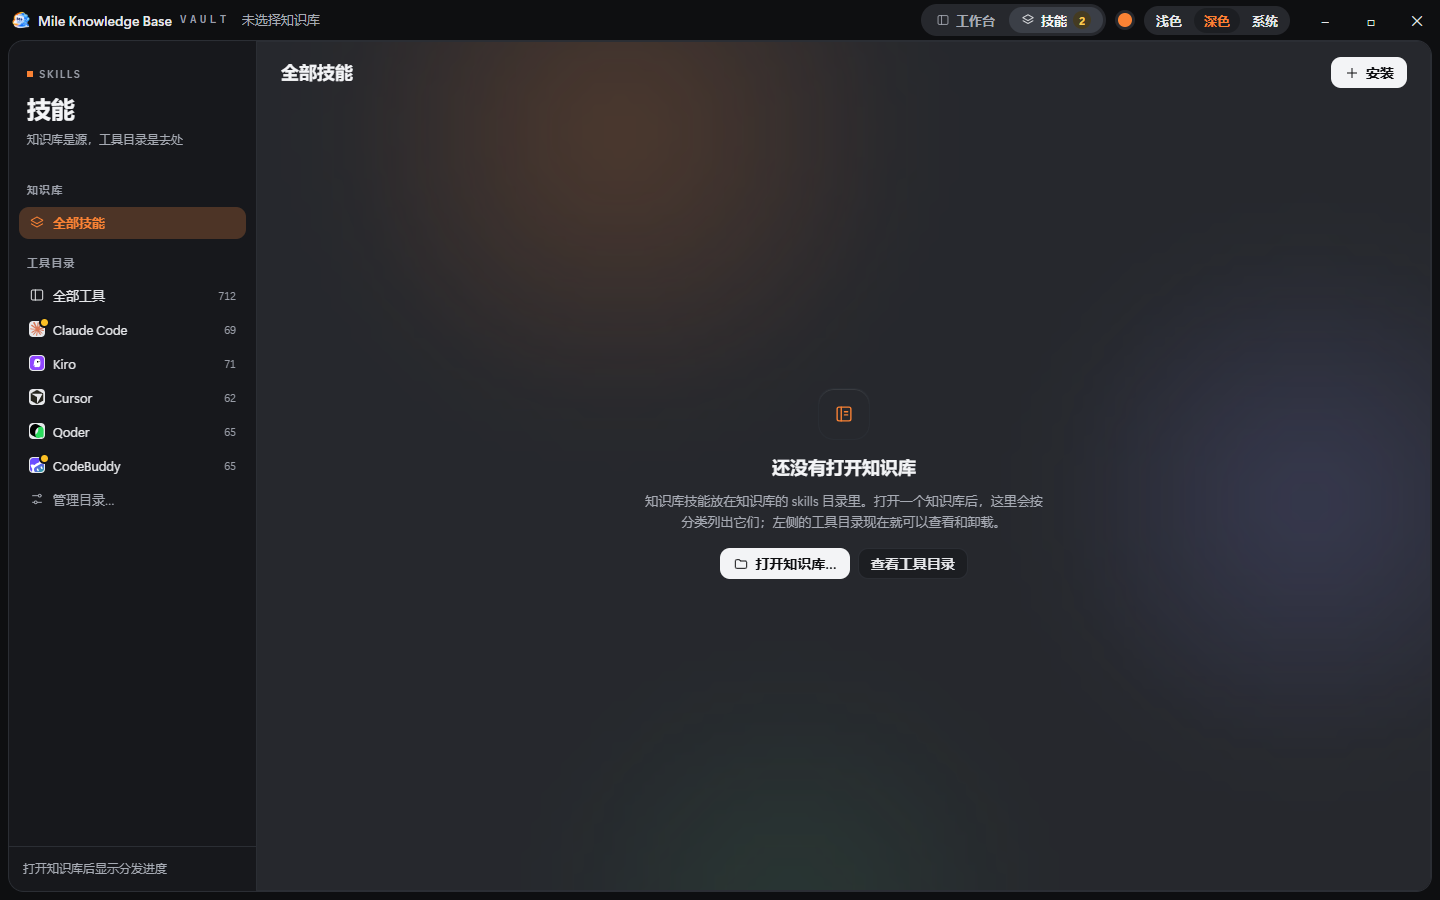 Mile Knowledge Base VAULT 未选择知识库
工作台 技能 2 浅色 深色 系统
SKILLS
技能
知识库是源，工具目录是去处
知识库
全部技能
工具目录
全部工具 712
Claude Code 69
Kiro 71
Cursor 62
Qoder 65
CodeBuddy 65
管理目录...
打开知识库后显示分发进度
全部技能
安装
还没有打开知识库
知识库技能放在知识库的 skills 目录里。打开一个知识库后，这里会按
分类列出它们；左侧的工具目录现在就可以查看和卸载。
打开知识库...
查看工具目录